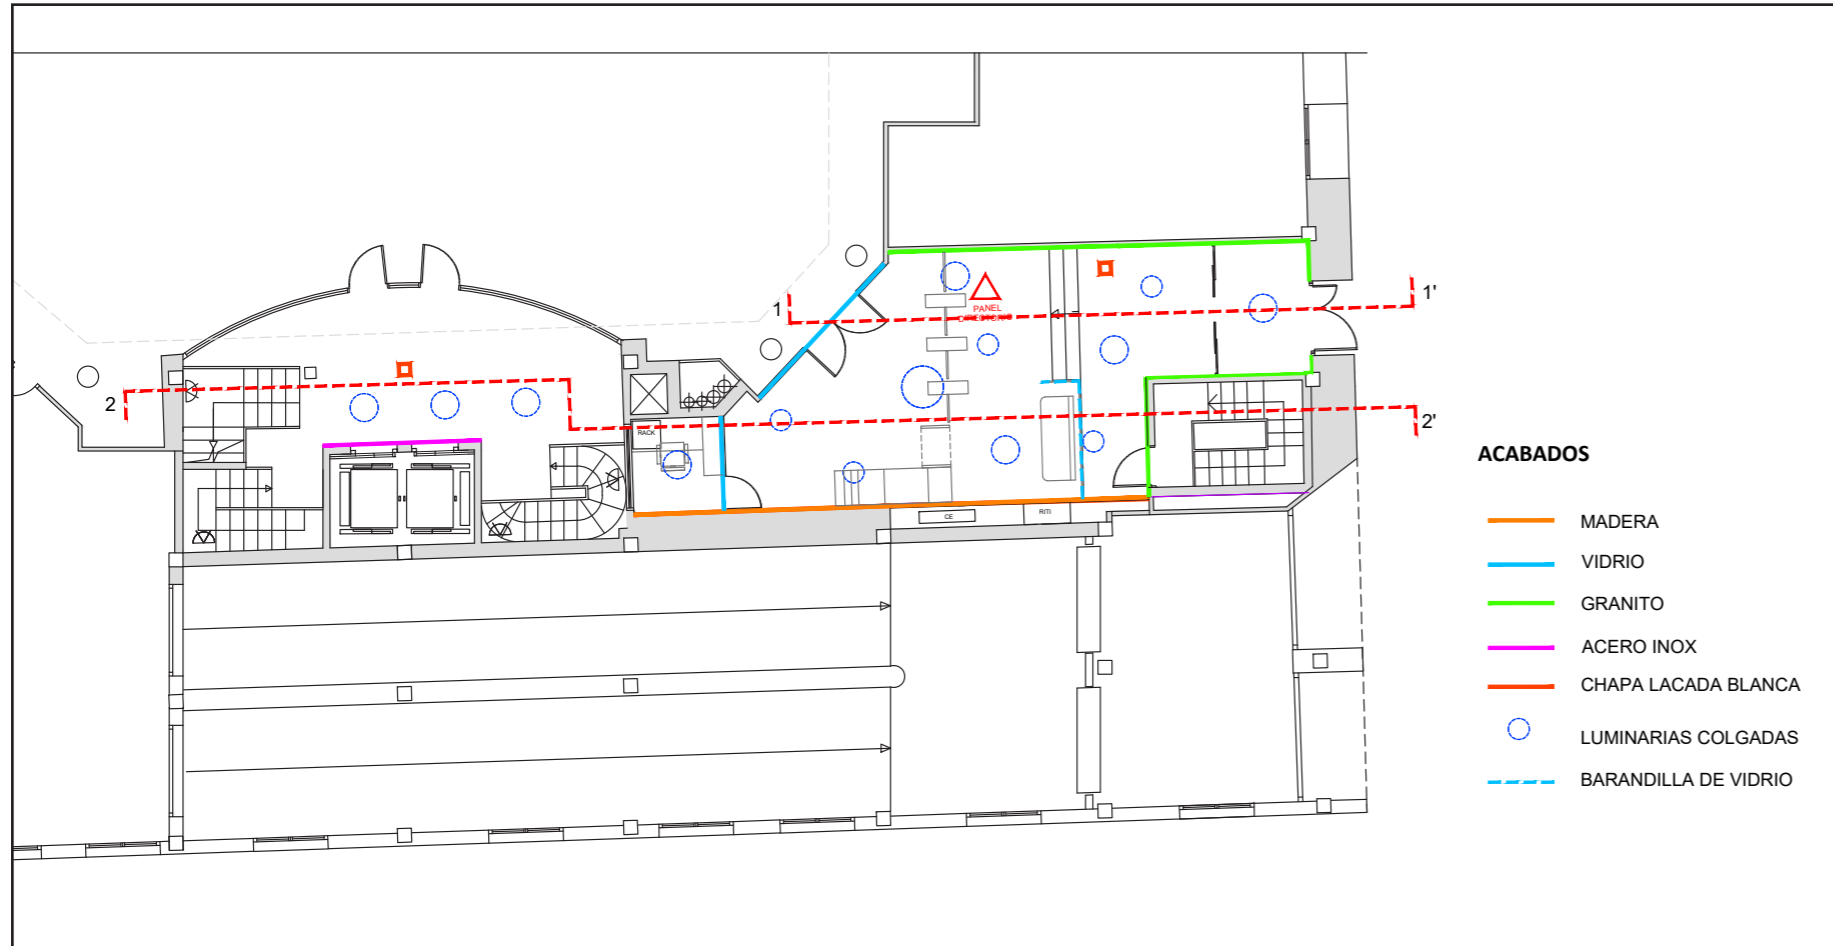 1
1'
PANEL
DIRECTORIO
2
2'
RACK
CE
RITI
ACABADOS
MADERA
VIDRIO
GRANITO
ACERO INOX
CHAPA LACADA BLANCA
LUMINARIAS COLGADAS
BARANDILLA DE VIDRIO